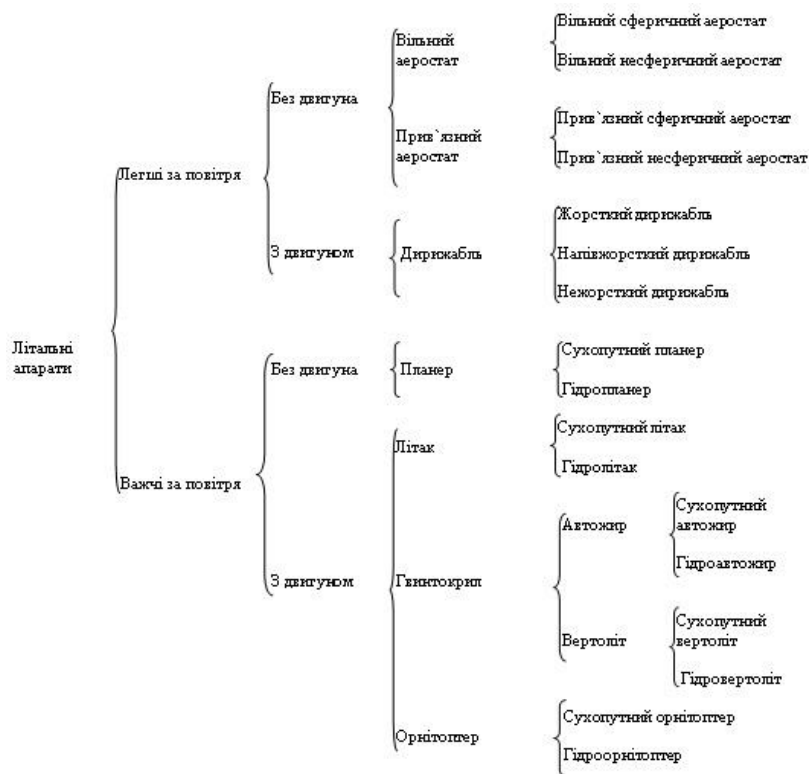 Вільний сферичний аеростат
Вільний
аеростат
Вільний несферичний аеростат
Без двигуна
Прив`язний сферичний аеростат
Прив`язний
аеростат
Прив`язний несферичний аеростат
Легші за повітря
Жорсткий дирижабль
З двигуном
Дирижабль
Напівжорсткий дирижабль
Нежорсткий дирижабль
Літальні
апарати
Сухопутний планер
Без двигуна
Планер
Гідропланер
Сухопутний літак
Літак
Гідролітак
Важчі за повітря
Сухопутний
автожир
Автожир
Гідроавтожир
З двигуном
Гвинтокрил
Сухопутний
вертоліт
Вертоліт
Гідровертоліт
Сухопутний орнітоптер
Орнітоптер
Гідроорнітоптер